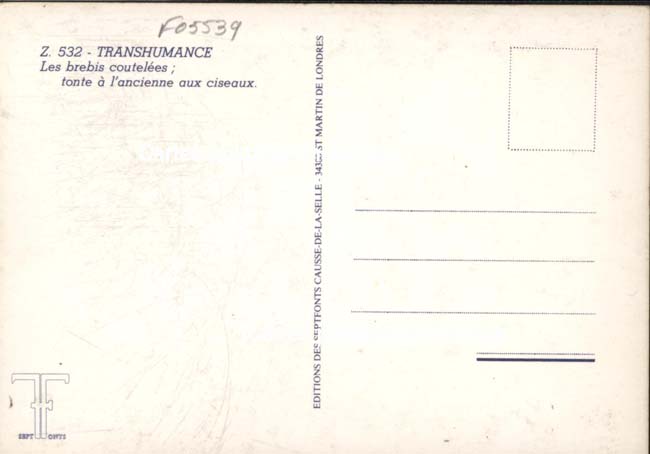 F05539
Z. 532 - TRANSHUMANCE
Les brebis coutelées ;
tonte à l'ancienne aux ciseaux.
EDITIONS DES SEPTFONTS CAUSSE-DE-LA-SELLE - 34380 ST MARTIN DE LONDRES
SEPT FONTS